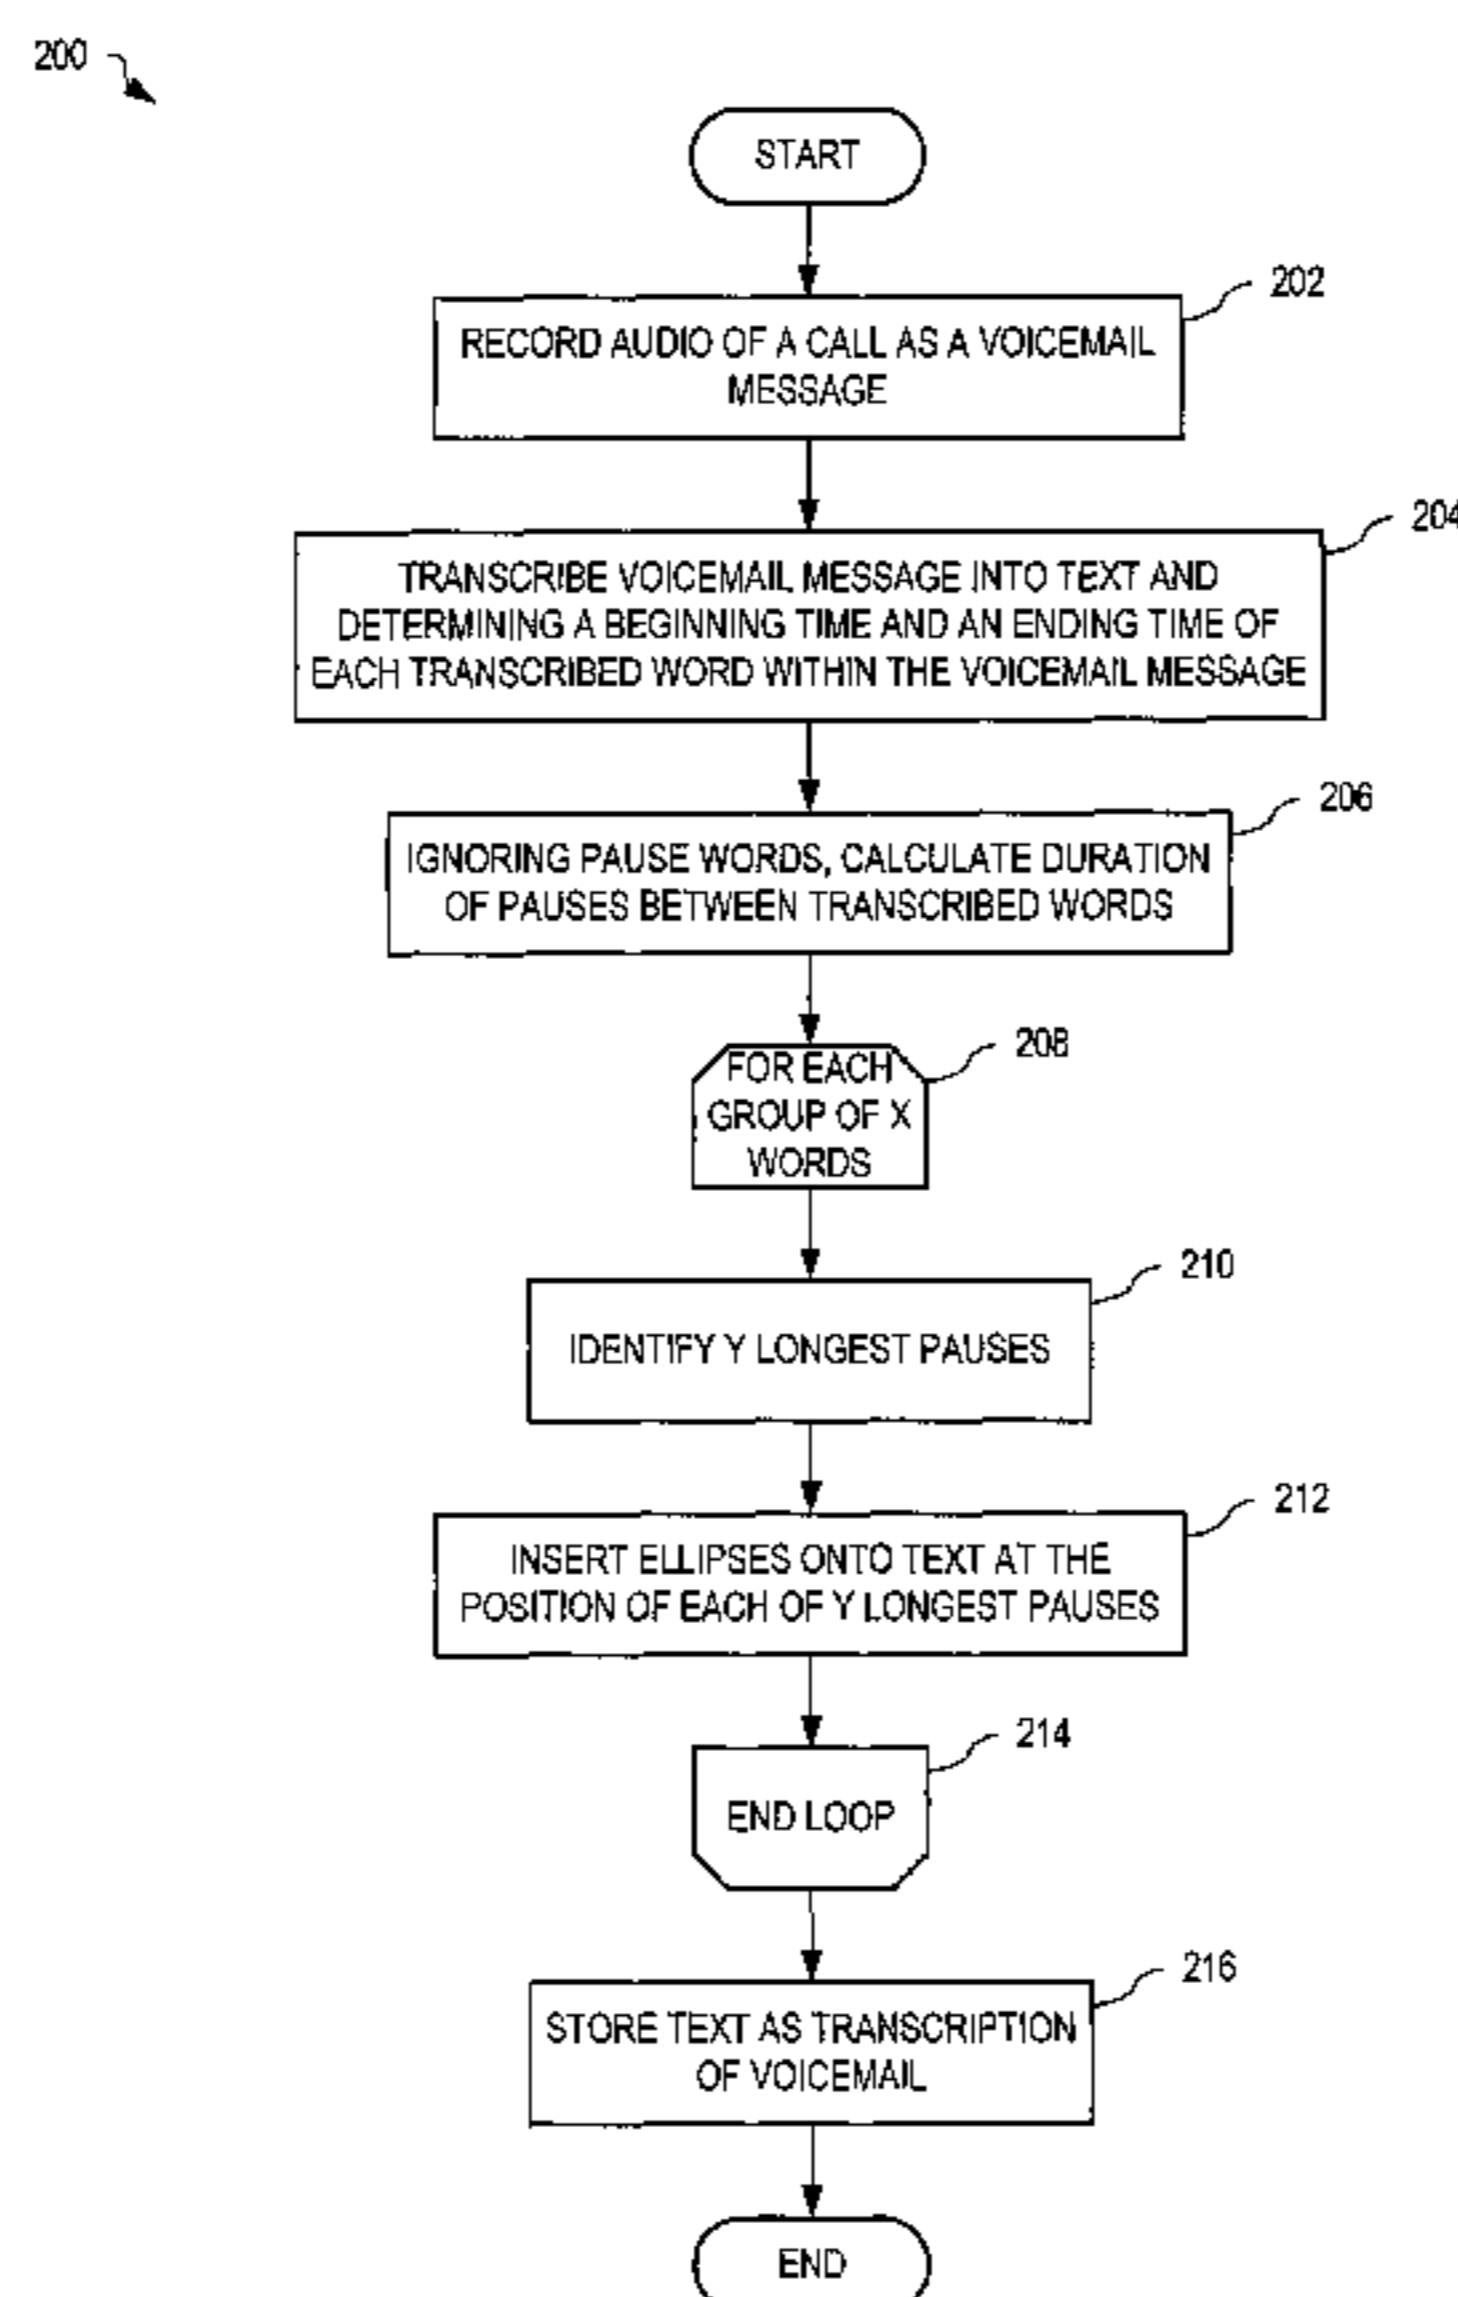 200
START
202
RECORD AUDIO OF A CALL AS A VOICEMAIL
MESSAGE
204
TRANSCRIBE VOICEMAIL MESSAGE INTO TEXT AND
DETERMINING A BEGINNING TIME AND AN ENDING TIME OF
EACH TRANSCRIBED WORD WITHIN THE VOICEMAIL MESSAGE
206
IGNORING PAUSE WORDS, CALCULATE DURATION
OF PAUSES BETWEEN TRANSCRIBED WORDS
208
FOR EACH
GROUP OF X
WORDS
210
IDENTIFY Y LONGEST PAUSES
212
INSERT ELLIPSES ONTO TEXT AT THE
POSITION OF EACH OF Y LONGEST PAUSES
214
END LOOP
216
STORE TEXT AS TRANSCRIPTION
OF VOICEMAIL
END